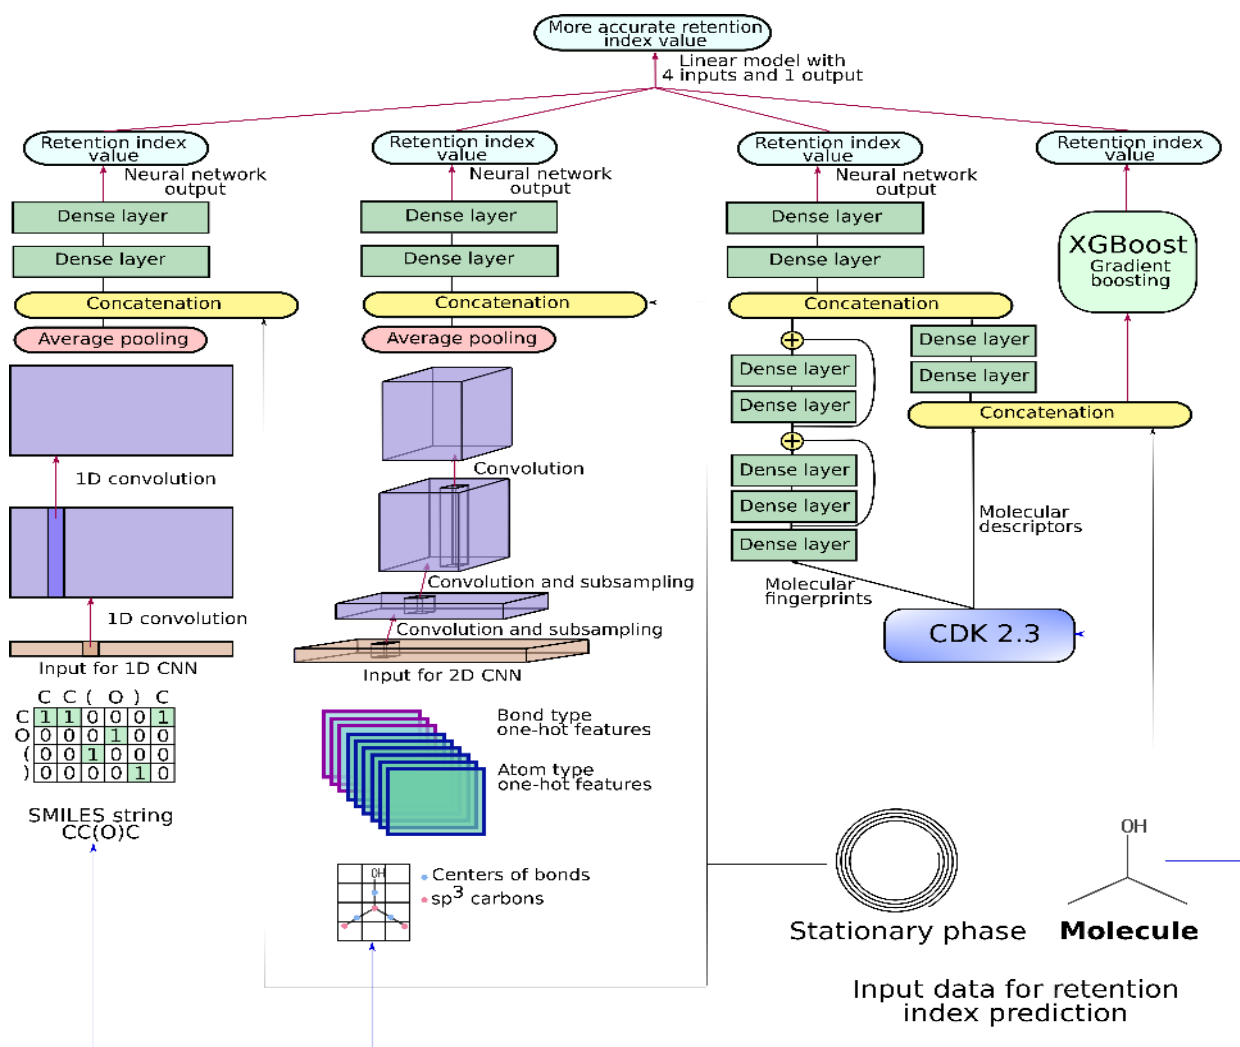 More accurate retention
index value
Linear model with
4 inputs and 1 output
Retention index
value
Retention index
value
Retention index
value
Retention index
value
Neural network
output
Neural network
output
Neural network
output
Dense layer
Dense layer
Concatenation
Average pooling
1D convolution
1D convolution
Input for 1D CNN
C C ( O ) C
C 1 1 0 0 0 1
O 0 0 0 1 0 0
( 0 0 1 0 0 0
) 0 0 0 0 1 0
SMILES string
CC(O)C
Dense layer
Dense layer
Concatenation
Average pooling
Convolution
Convolution and subsampling
Convolution and subsampling
Input for 2D CNN
Bond type
one-hot features
Atom type
one-hot features
OH
Centers of bonds
sp3 carbons
Dense layer
Dense layer
Concatenation
+
Dense layer
Dense layer
+
Dense layer
Dense layer
Dense layer
Molecular
fingerprints
Dense layer
Dense layer
Concatenation
Molecular
descriptors
CDK 2.3
XGBoost
Gradient
boosting
OH
Stationary phase
Molecule
Input data for retention
index prediction